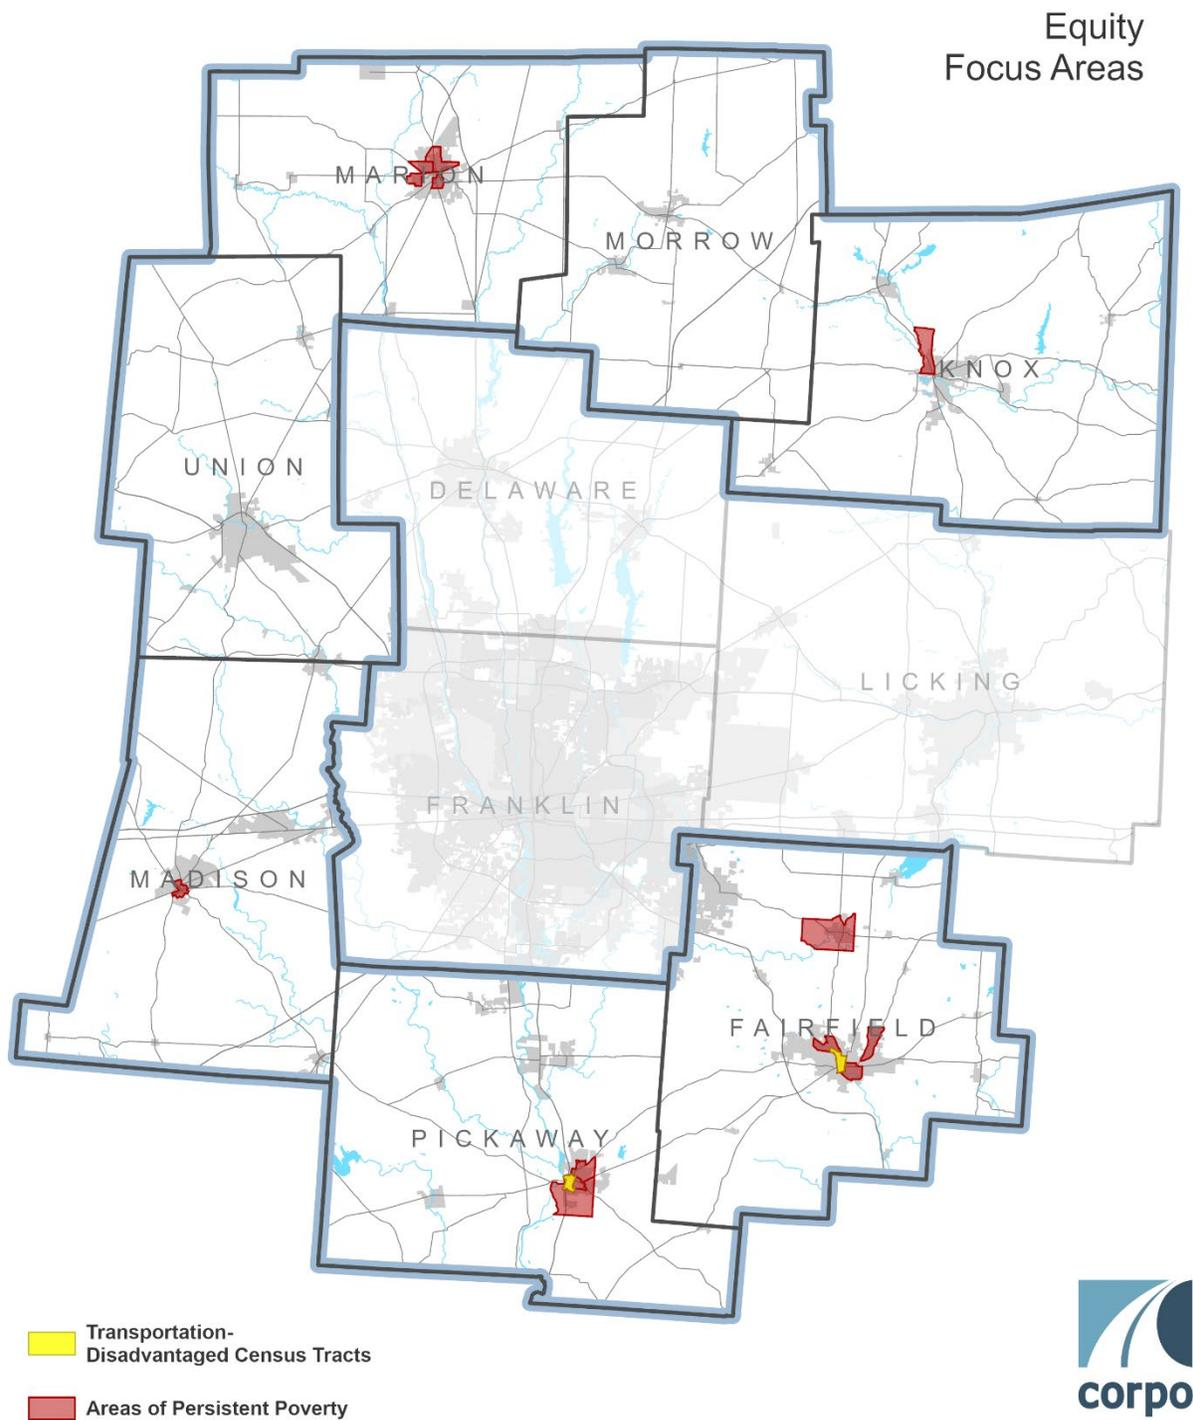 Equity
Focus Areas
MARION
MORROW
KNOX
UNION
DELAWARE
LICKING
FRANKLIN
MADISON
FAIRFIELD
PICKAWAY
Transportation-
Disadvantaged Census Tracts
Areas of Persistent Poverty
corpo